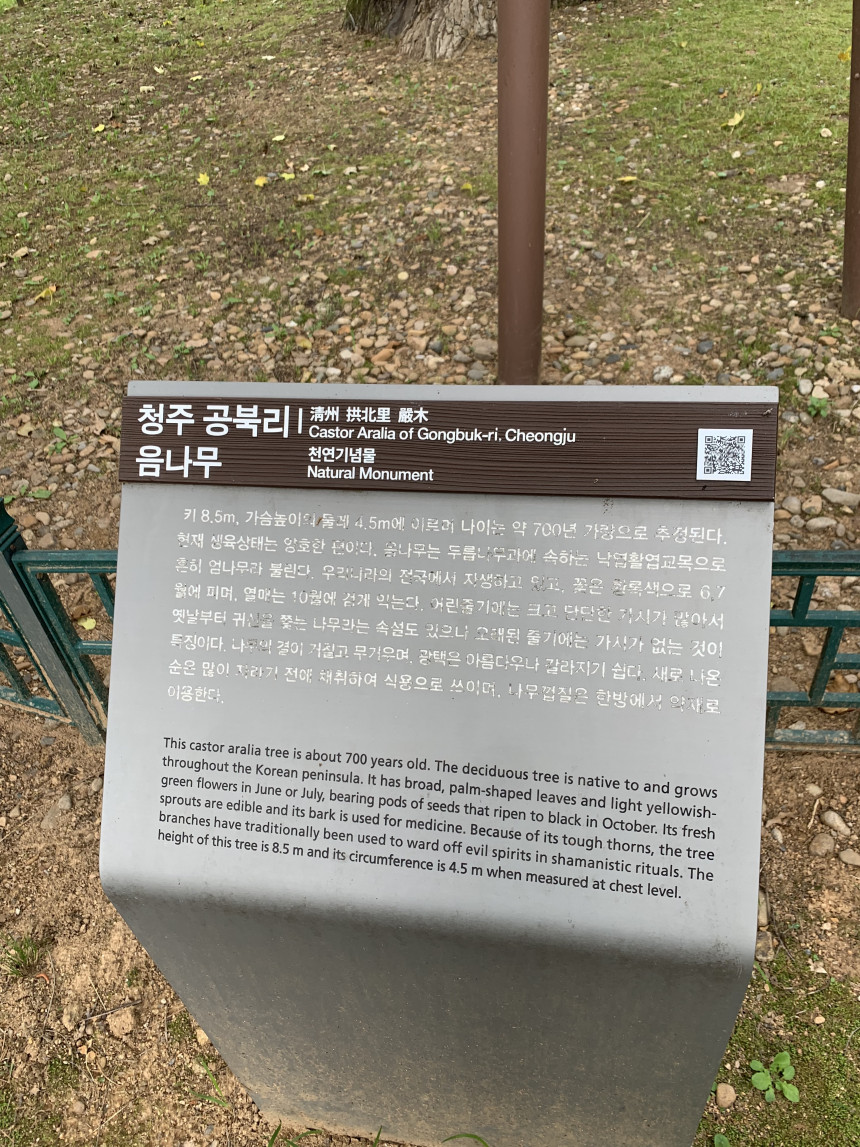 청주 공북리
음나무
清州 拱北里 嚴木
Castor Aralia of Gongbuk-ri, Cheongju
천연기념물
Natural Monument
키 8.5m, 가슴높이의 둘레 4.5m에 이르며 나이는 약 700년 가량으로 추정된다.
현재 생육상태는 양호한 편이다. 음나무는 두릅나무과에 속하는 낙엽활엽교목으로
흔히 엄나무라 불린다. 우리나라의 전국에서 자생하고 있고, 꽃은 황록색으로 6,7
월에 피며, 열매는 10월에 검게 익는다. 어린줄기에는 크고 단단한 가시가 많아서
옛날부터 귀신을 쫓는 나무라는 속설도 있으나 오래된 줄기에는 가시가 없는 것이
특징이다. 나무의 결이 거칠고 무거우며, 광택은 아름다우나 갈라지기 쉽다. 새로 나온
순은 많이 자라기 전에 채취하여 식용으로 쓰이며, 나무껍질은 한방에서 약재로
이용한다.
This castor aralia tree is about 700 years old. The deciduous tree is native to and grows
throughout the Korean peninsula. It has broad, palm-shaped leaves and light yellowish-
green flowers in June or July, bearing pods of seeds that ripen to black in October. Its fresh
sprouts are edible and its bark is used for medicine. Because of its tough thorns, the tree
branches have traditionally been used to ward off evil spirits in shamanistic rituals. The
height of this tree is 8.5 m and its circumference is 4.5 m when measured at chest level.